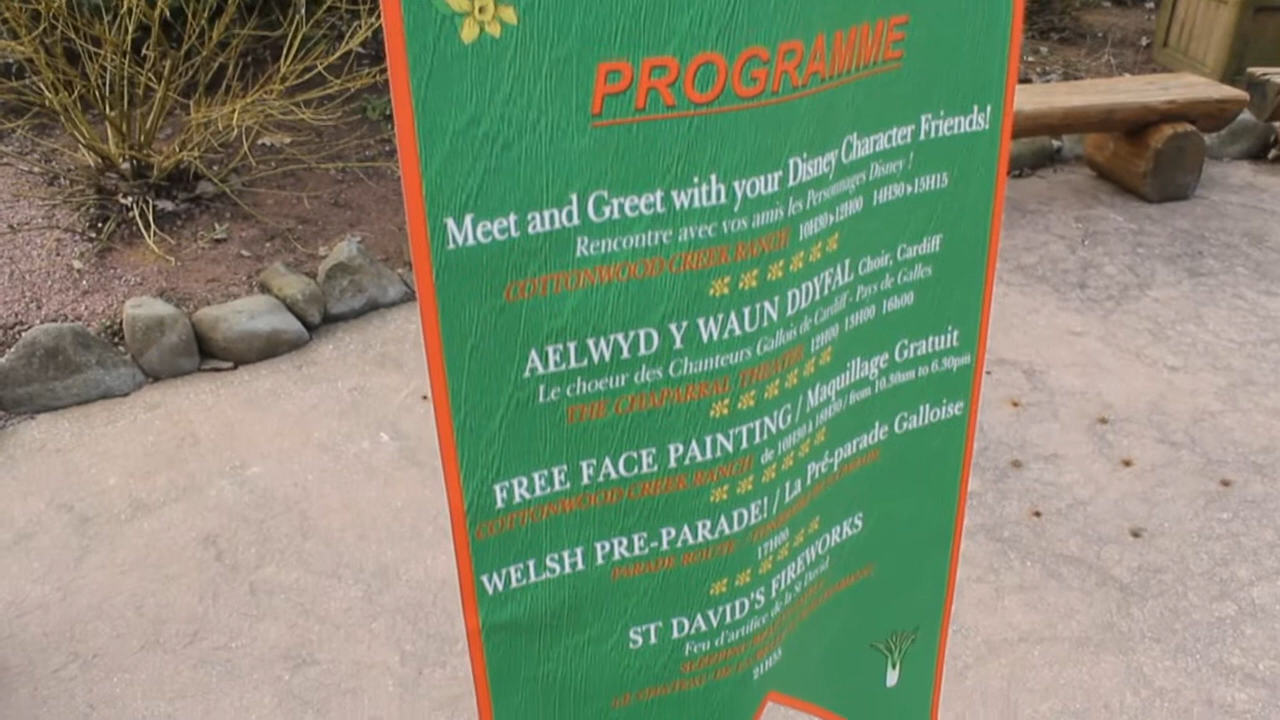 PROGRAMME
Meet and Greet with your Disney Character Friends!
Rencontre avec vos amis les Personnages Disney !
COTTONWOOD CREEK RANCH 10H30▸12H00 14H30▸15H15
AELWYD Y WAUN DDYFAL Choir, Cardiff
Le choeur des Chanteurs Gallois de Cardiff - Pays de Galles
THE CHAPARRAL THEATRE 12H00 15H00 16h00
FREE FACE PAINTING / Maquillage Gratuit
COTTONWOOD CREEK RANCH de 10H30 à 18H30 / from 10.30am to 6.30pm
WELSH PRE-PARADE! / La Pré-parade Galloise
PARADE ROUTE
17H00
ST DAVID'S FIREWORKS
Feu d'artifice de la St David
21H55